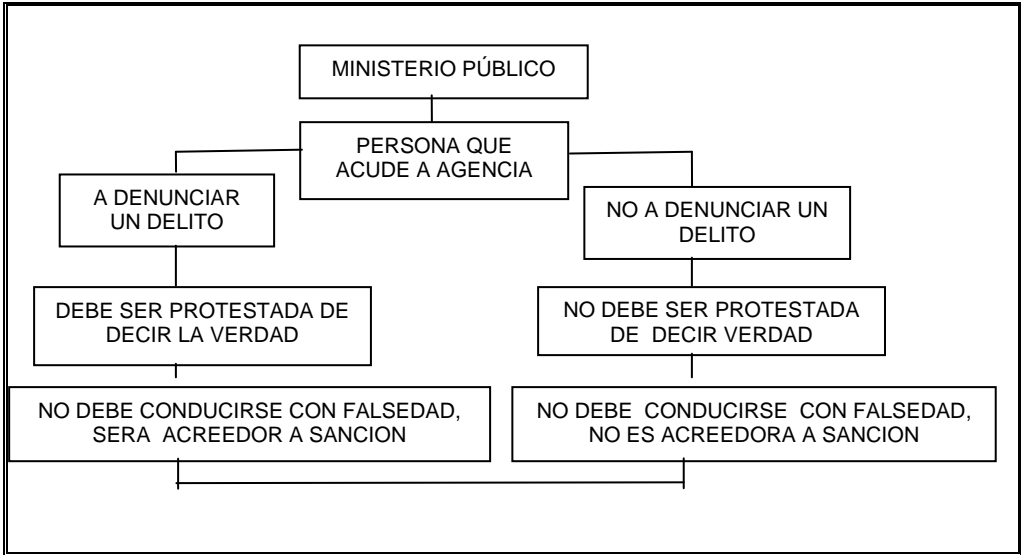 MINISTERIO PÚBLICO
PERSONA QUE
ACUDE A AGENCIA
A DENUNCIAR
UN DELITO
NO A DENUNCIAR UN
DELITO
DEBE SER PROTESTADA DE
DECIR LA VERDAD
NO DEBE SER PROTESTADA
DE DECIR VERDAD
NO DEBE CONDUCIRSE CON FALSEDAD,
SERA ACREEDOR A SANCION
NO DEBE CONDUCIRSE CON FALSEDAD,
NO ES ACREEDORA A SANCION